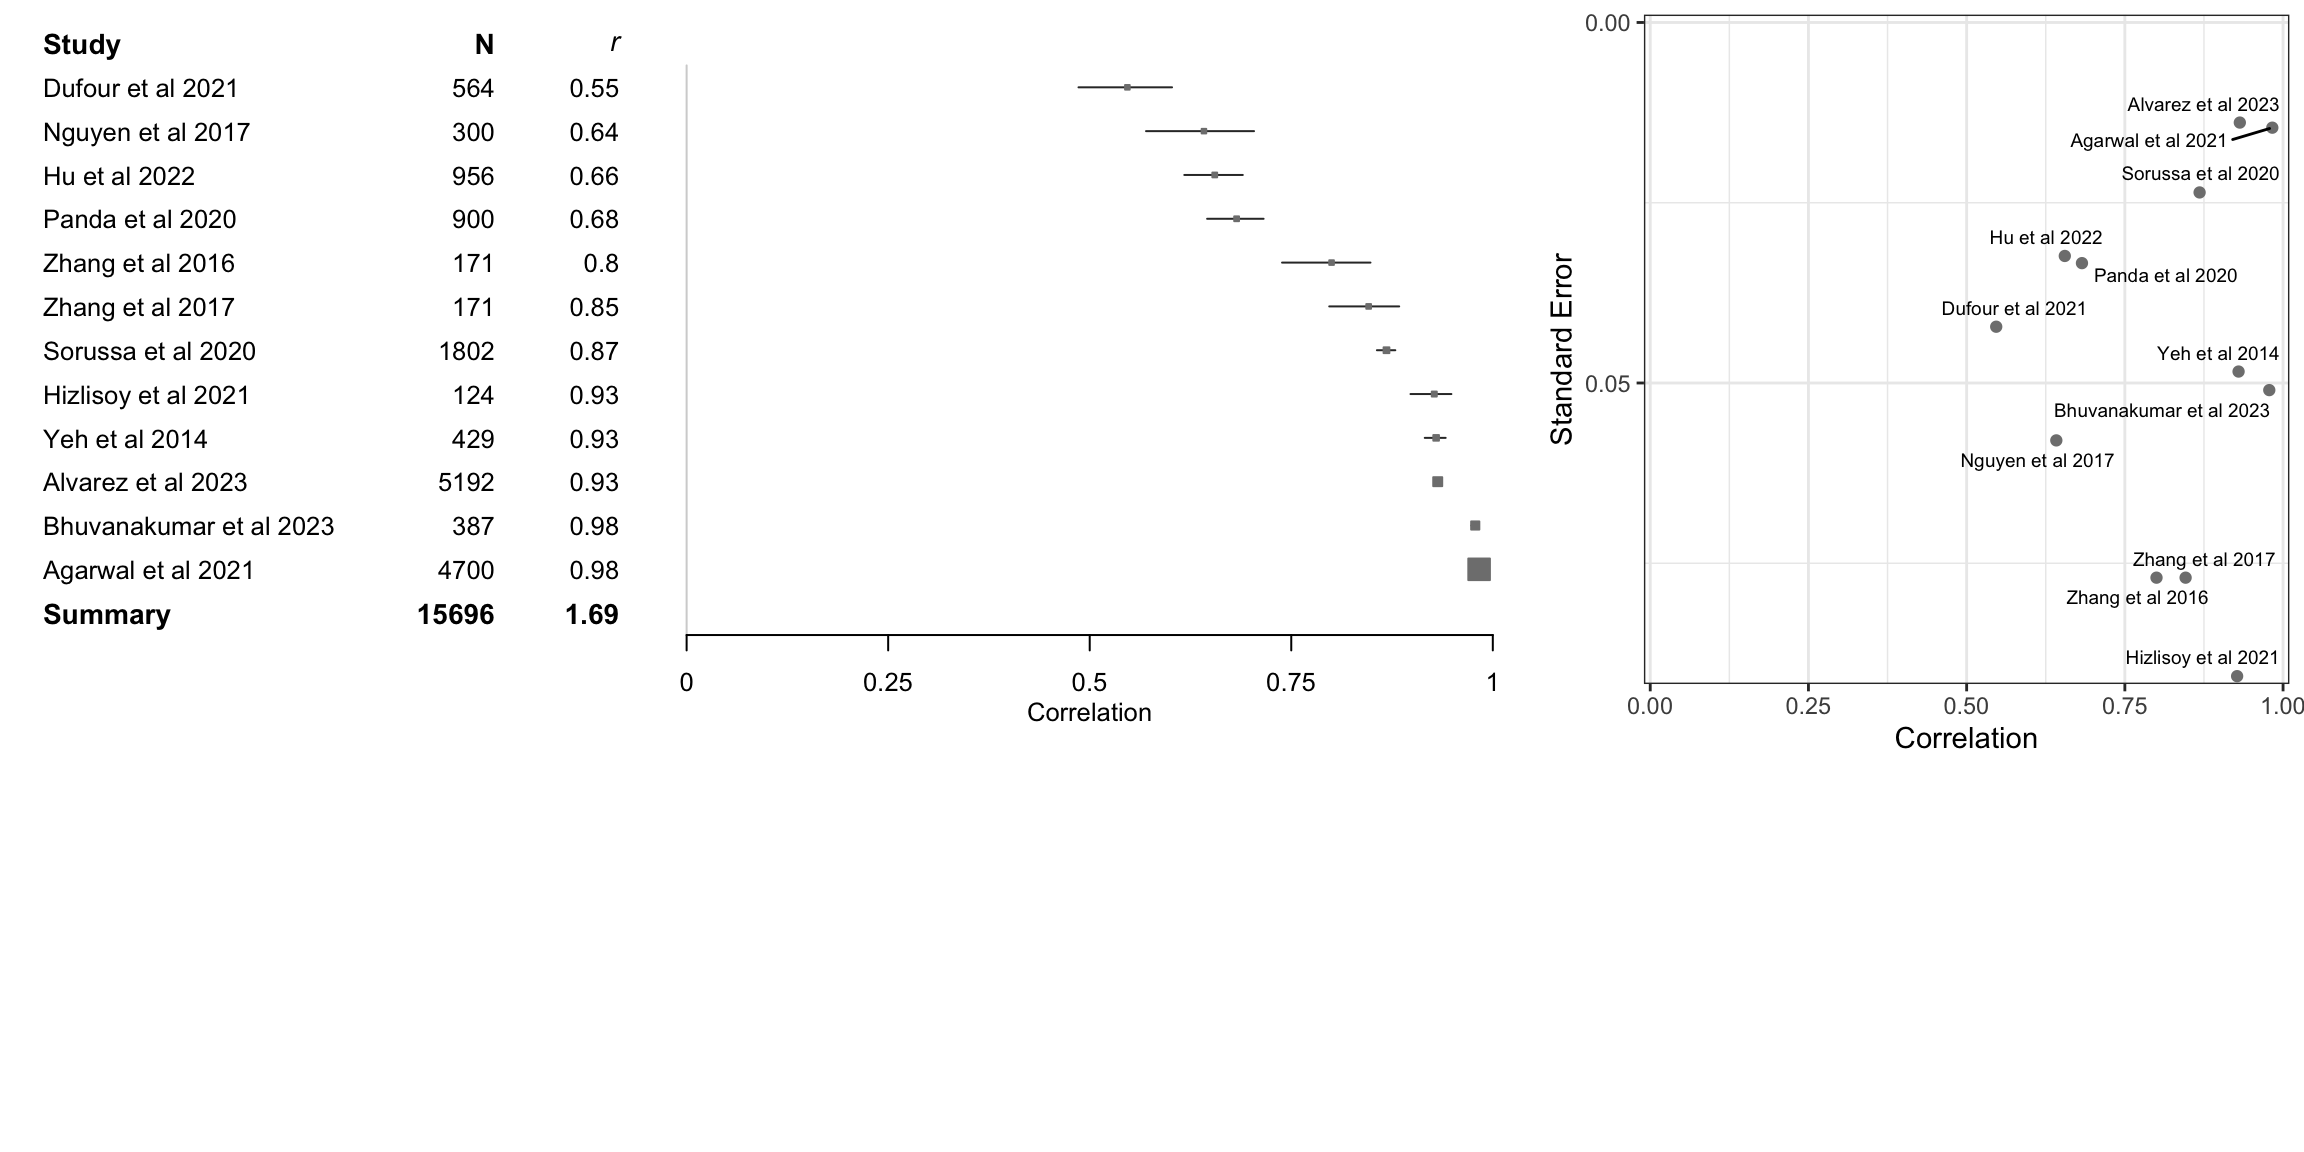 Study N r
Dufour et al 2021 564 0.55
Nguyen et al 2017 300 0.64
Hu et al 2022 956 0.66
Panda et al 2020 900 0.68
Zhang et al 2016 171 0.8
Zhang et al 2017 171 0.85
Sorussa et al 2020 1802 0.87
Hizlisoy et al 2021 124 0.93
Yeh et al 2014 429 0.93
Alvarez et al 2023 5192 0.93
Bhuvanakumar et al 2023 387 0.98
Agarwal et al 2021 4700 0.98
Summary 15696 1.69
0 0.25 0.5 0.75 1
Correlation
Standard Error
0.00
0.05
Alvarez et al 2023
Agarwal et al 2021
Sorussa et al 2020
Hu et al 2022
Panda et al 2020
Dufour et al 2021
Yeh et al 2014
Bhuvanakumar et al 2023
Nguyen et al 2017
Zhang et al 2017
Zhang et al 2016
Hizlisoy et al 2021
0.00 0.25 0.50 0.75 1.00
Correlation